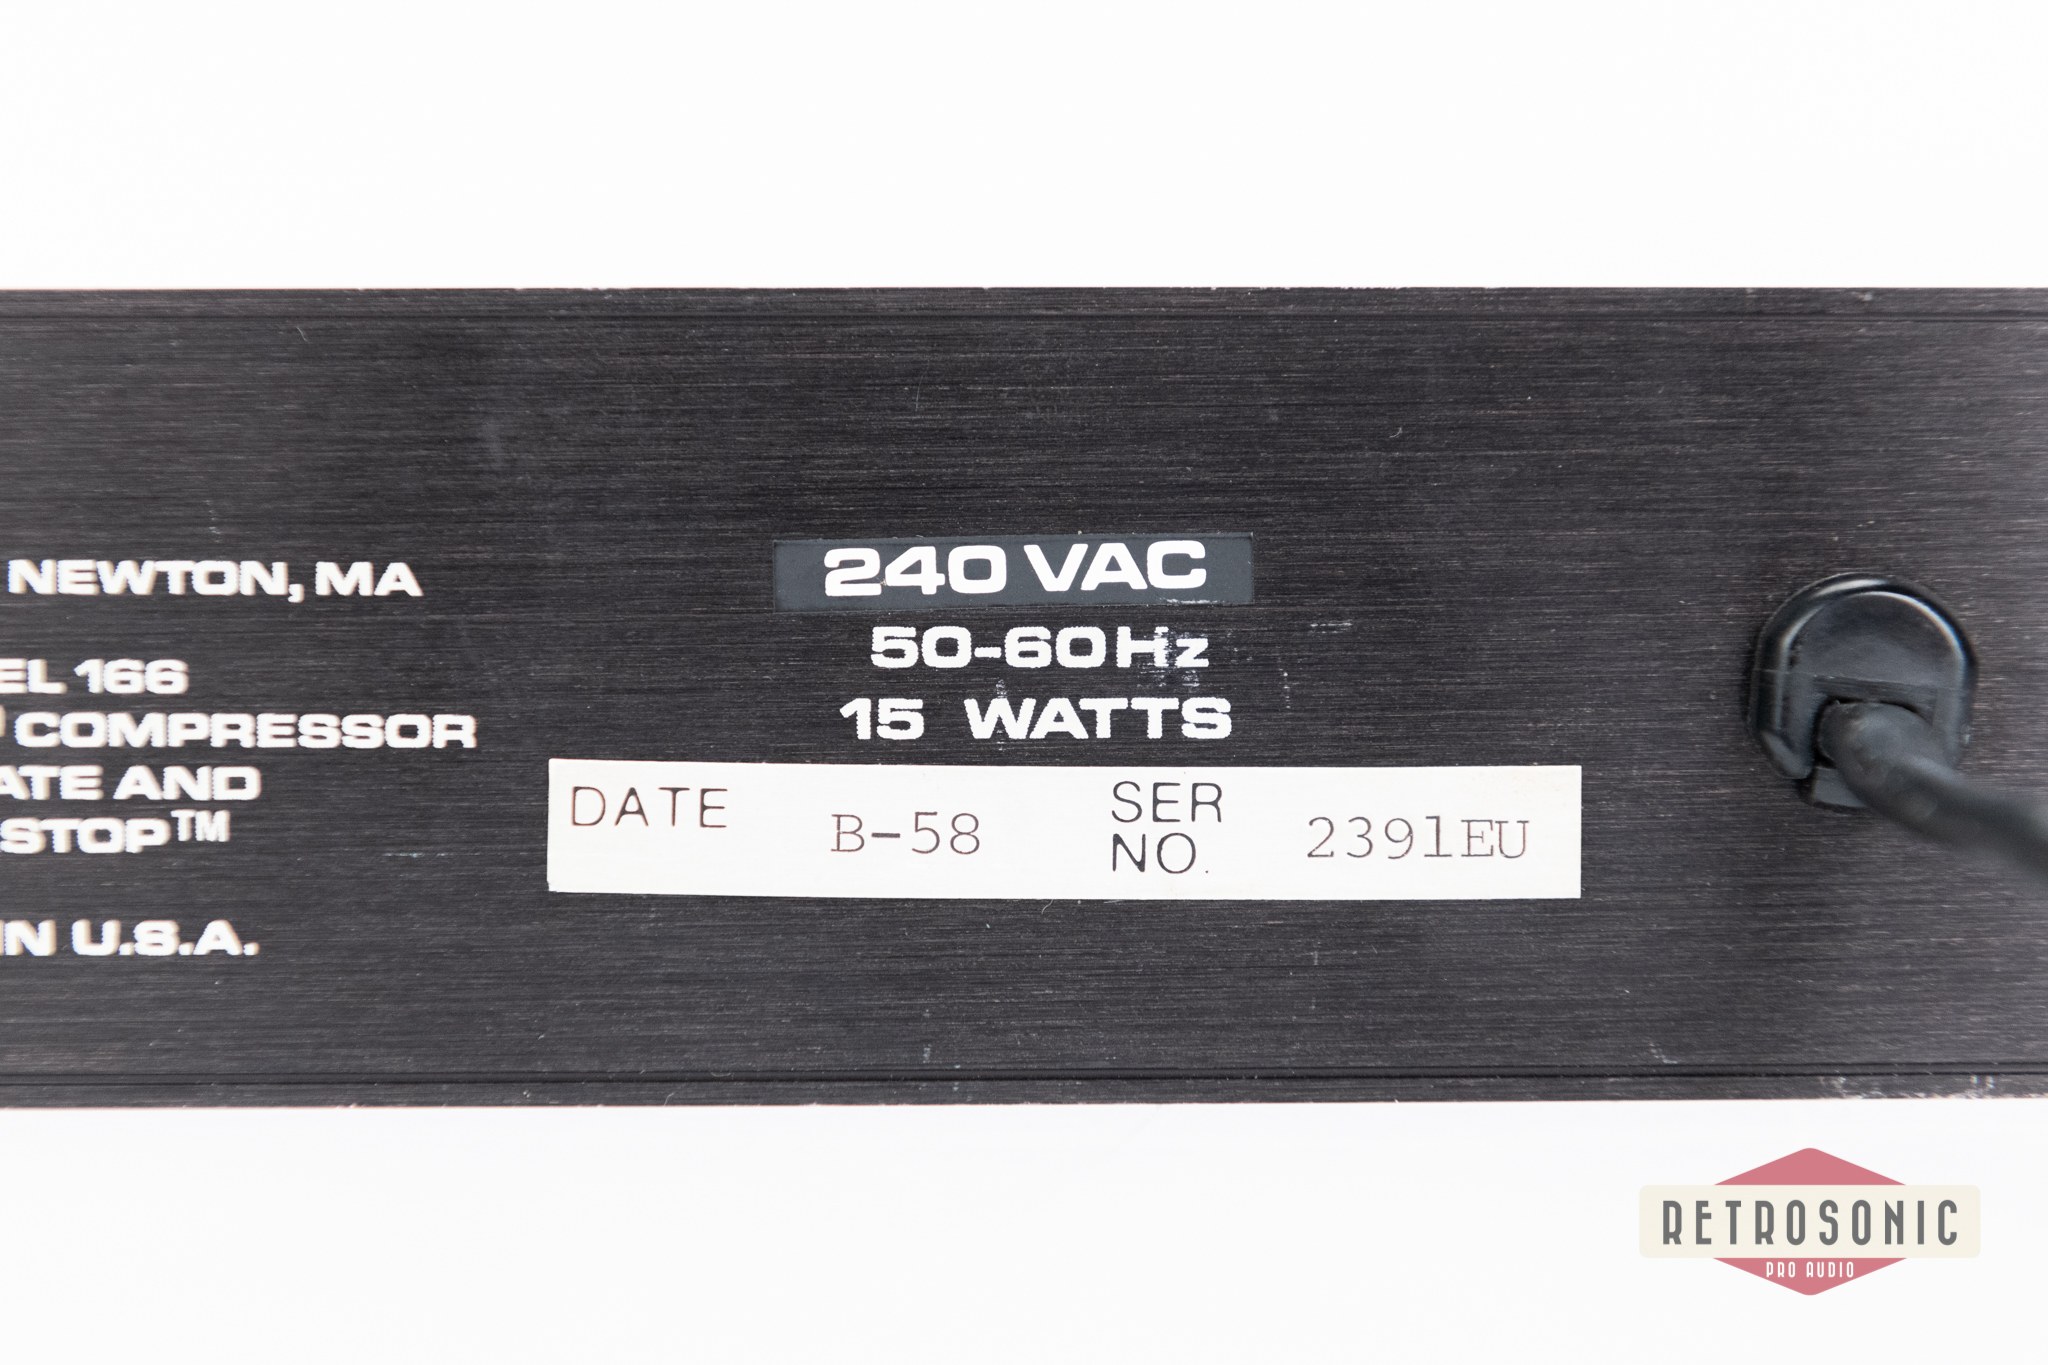 NEWTON, MA
EL 166
COMPRESSOR
ATE AND
STOP™
IN U.S.A.
240 VAC
50-60Hz
15 WATTS
DATE B-58 SER NO. 2391EU
RETROSONIC
PRO AUDIO